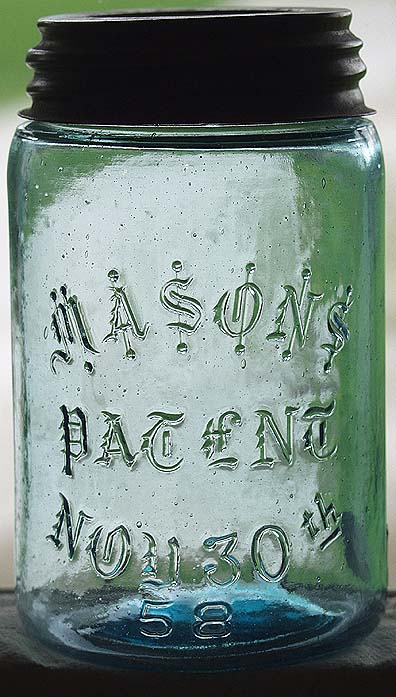 MASON'S
PATENT
NOV. 30th
58